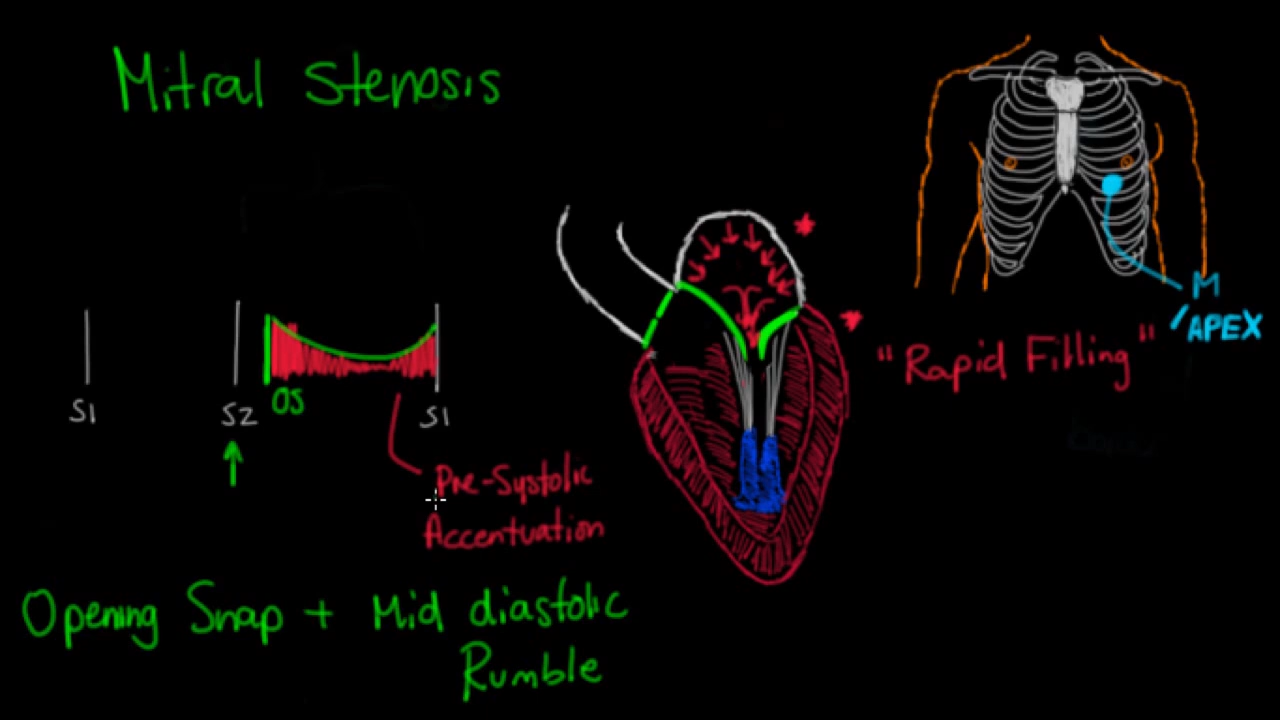 Mitral Stenosis
M
/APEX
"Rapid Filling"
S1
S2
OS
S1
Pre-Systolic
Accentuation
Opening Snap + Mid diastolic
Rumble